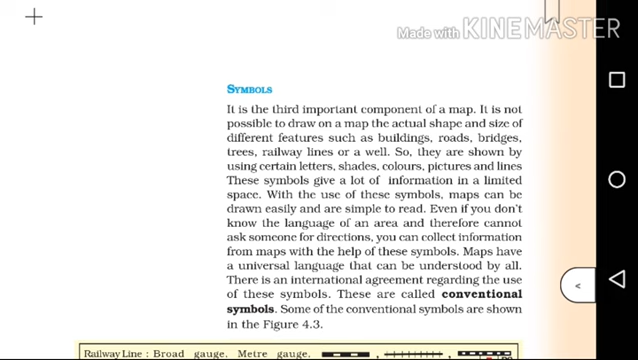 Made with KINEMASTER
SYMBOLS
It is the third important component of a map. It is not
possible to draw on a map the actual shape and size of
different features such as buildings, roads, bridges,
trees, railway lines or a well. So, they are shown by
using certain letters, shades, colours, pictures and lines
These symbols give a lot of information in a limited
space. With the use of these symbols, maps can be
drawn easily and are simple to read. Even if you don't
know the language of an area and therefore cannot
ask someone for directions, you can collect information
from maps with the help of these symbols. Maps have
a universal language that can be understood by all.
There is an international agreement regarding the use
of these symbols. These are called conventional
symbols. Some of the conventional symbols are shown
in the Figure 4.3.
Railway Line : Broad gauge. Metre gauge.